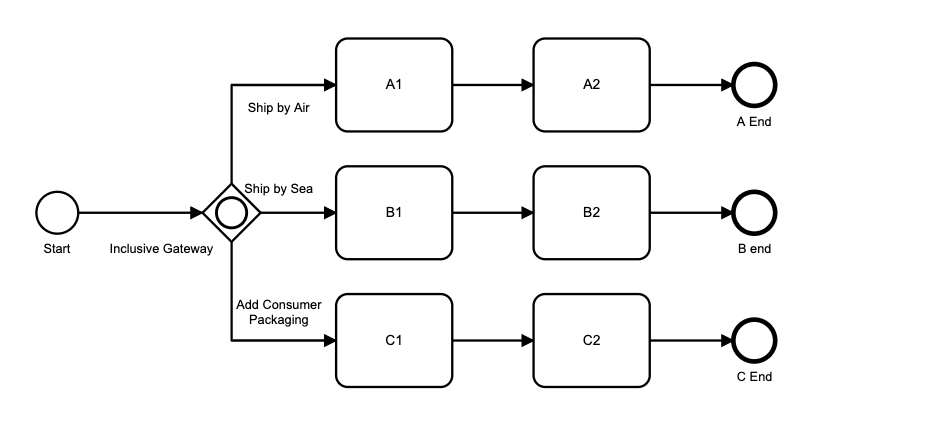 A1
A2
Ship by Air
A End
Ship by Sea
B1
B2
Start
Inclusive Gateway
B end
Add Consumer
Packaging
C1
C2
C End